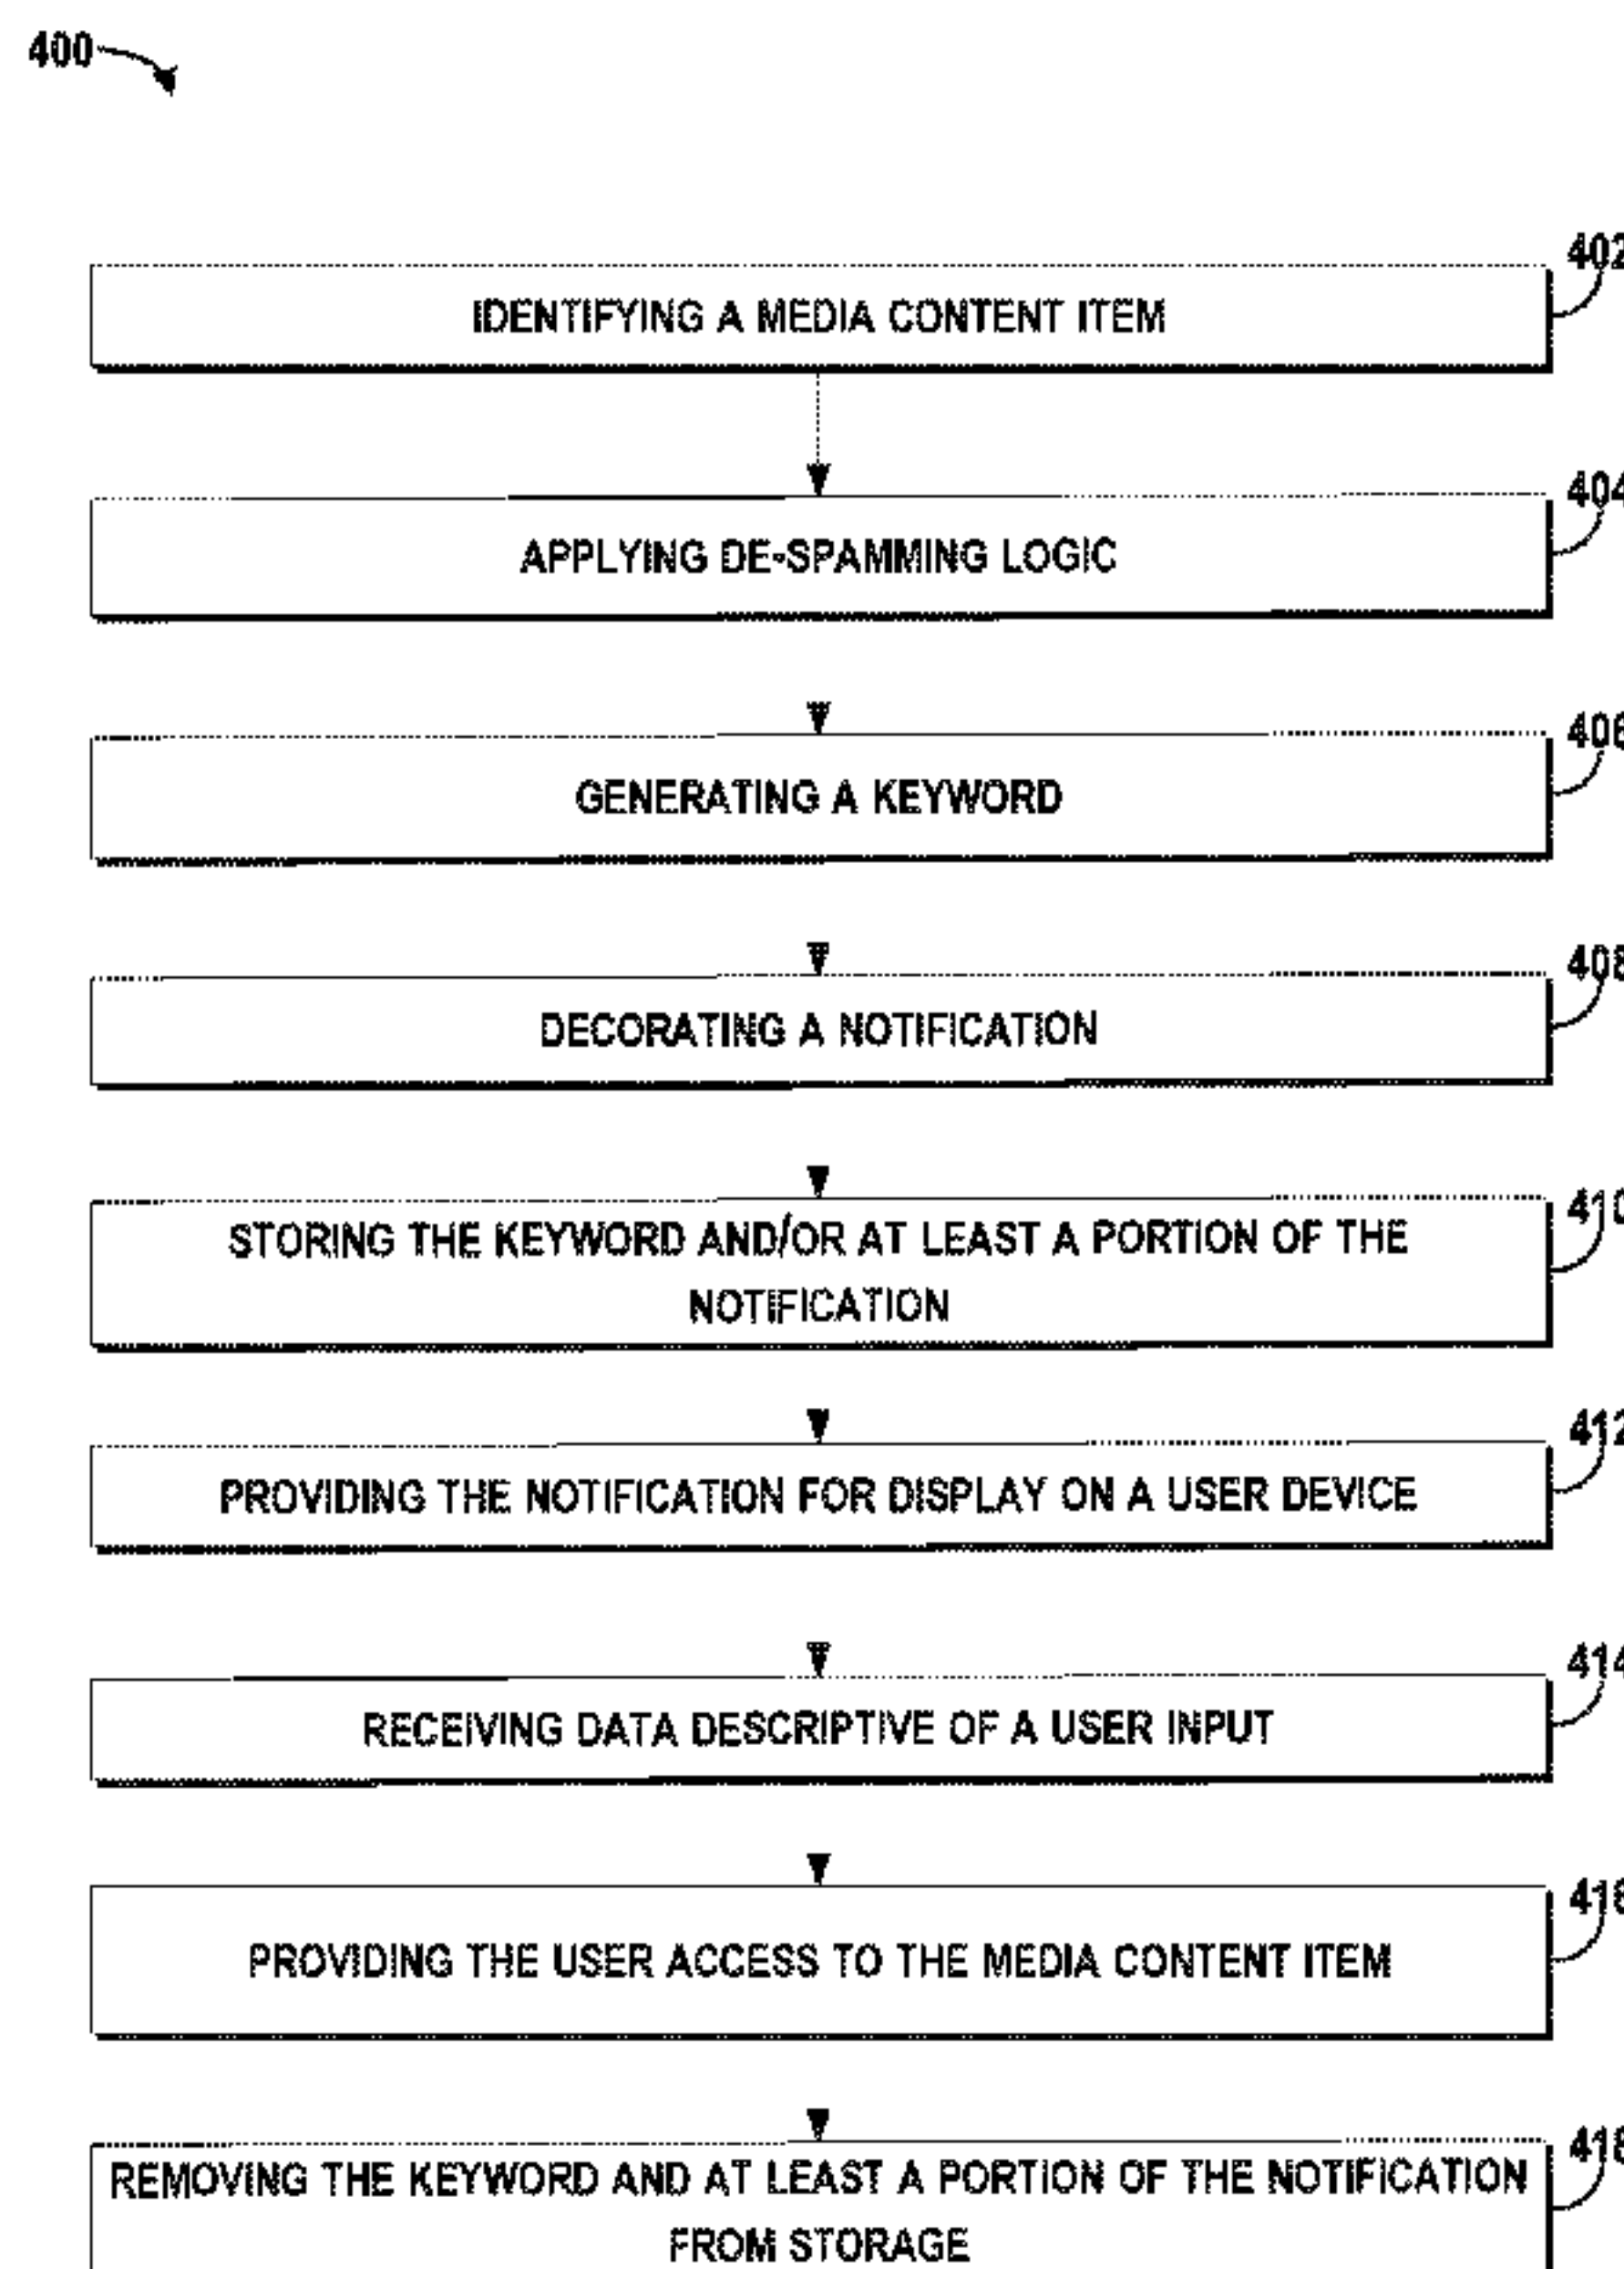 400
402
IDENTIFYING A MEDIA CONTENT ITEM
404
APPLYING DE-SPAMMING LOGIC
406
GENERATING A KEYWORD
408
DECORATING A NOTIFICATION
410
STORING THE KEYWORD AND/OR AT LEAST A PORTION OF THE
NOTIFICATION
412
PROVIDING THE NOTIFICATION FOR DISPLAY ON A USER DEVICE
414
RECEIVING DATA DESCRIPTIVE OF A USER INPUT
418
PROVIDING THE USER ACCESS TO THE MEDIA CONTENT ITEM
418
REMOVING THE KEYWORD AND AT LEAST A PORTION OF THE NOTIFICATION
FROM STORAGE